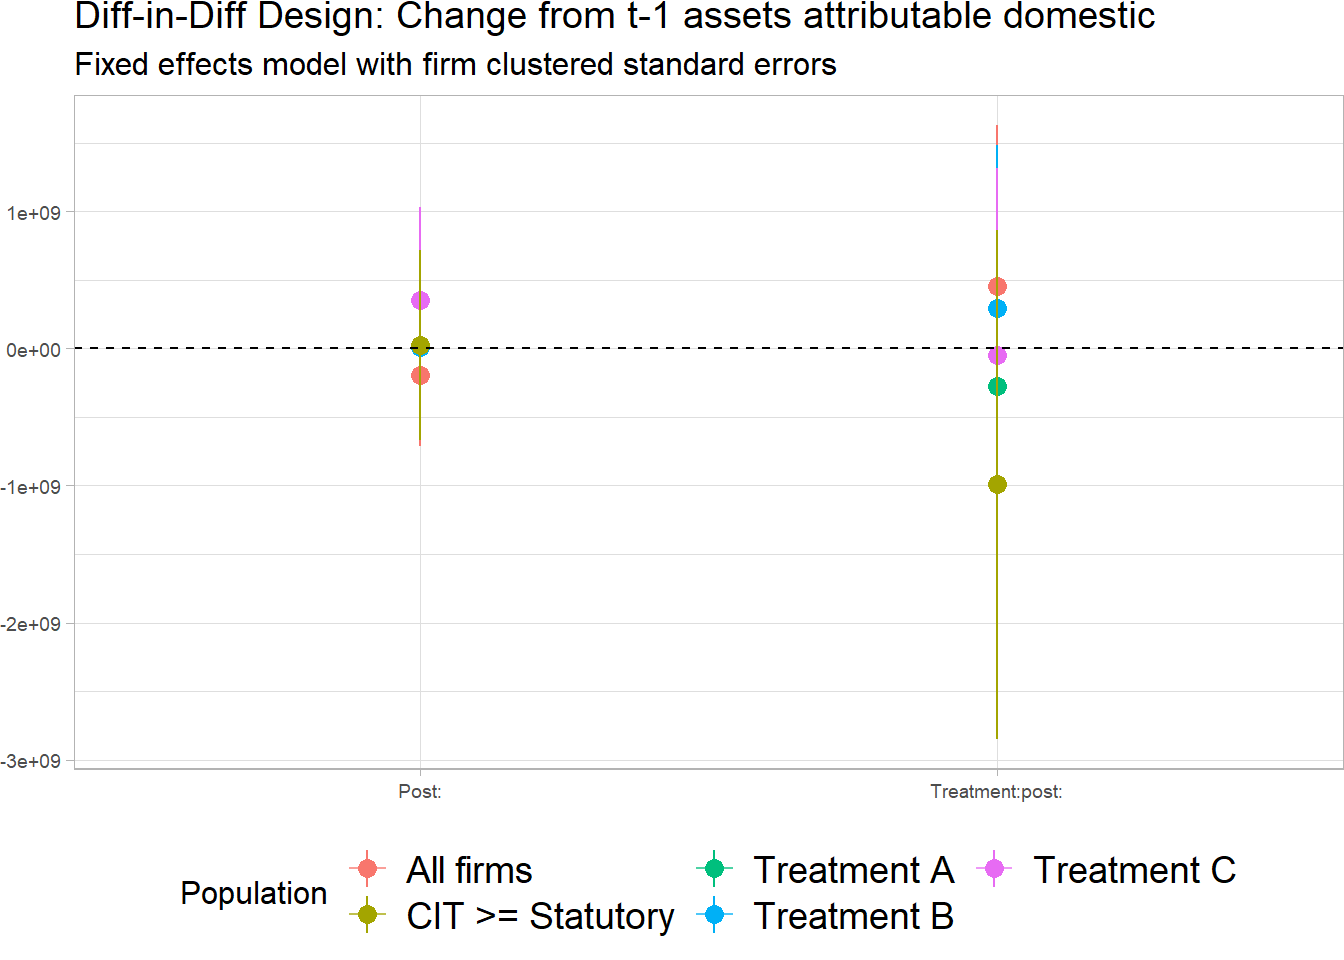 Diff-in-Diff Design: Change from t-1 assets attributable domestic
Fixed effects model with firm clustered standard errors
1e+09
0e+00
-1e+09
-2e+09
-3e+09
Post:
Treatment:post:
Population
All firms
CIT >= Statutory
Treatment A
Treatment B
Treatment C